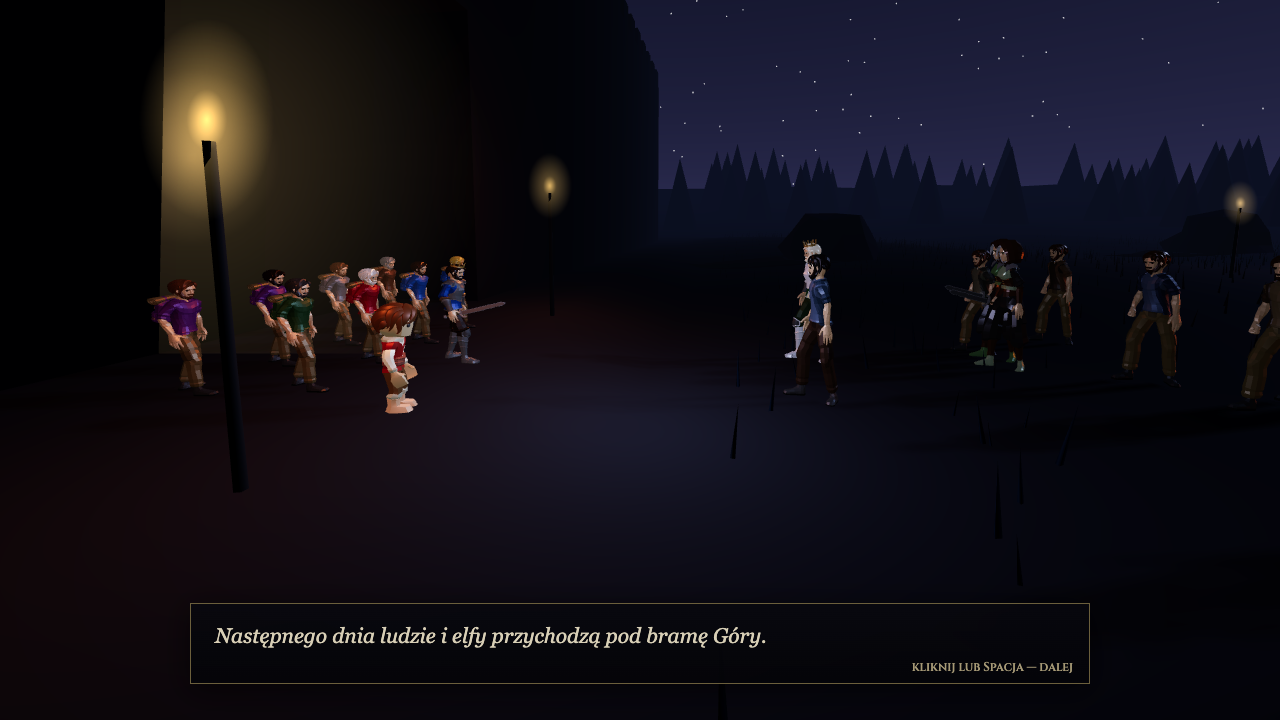 Następnego dnia ludzie i elfy przychodzą pod bramę Góry.
KLIKNIJ LUB SPACJA — DALEJ